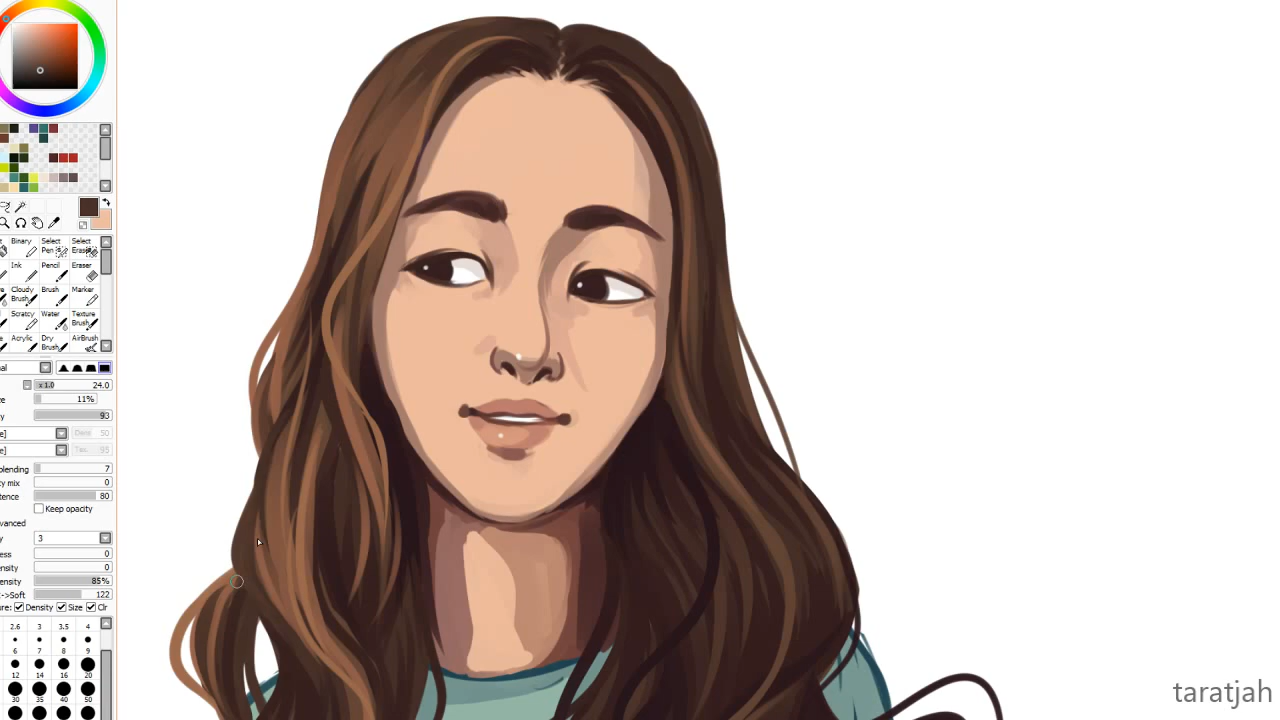 Binary
Select
Select
Pen
Eraser
Ink
Pencil
Eraser
Cloudy
Brush
Marker
Brush
Scratcy
Water
Texture
Brush
Acrylic
Dry
AirBrush
Brush
x 1.0 24.0
11%
93
50
95
7
0
80
Keep opacity
3
0
0
85%
122
Density Size Clr
2.6 3 3.5 4
6 7 8 9
12 14 16 20
30 35 40 50
taratjah